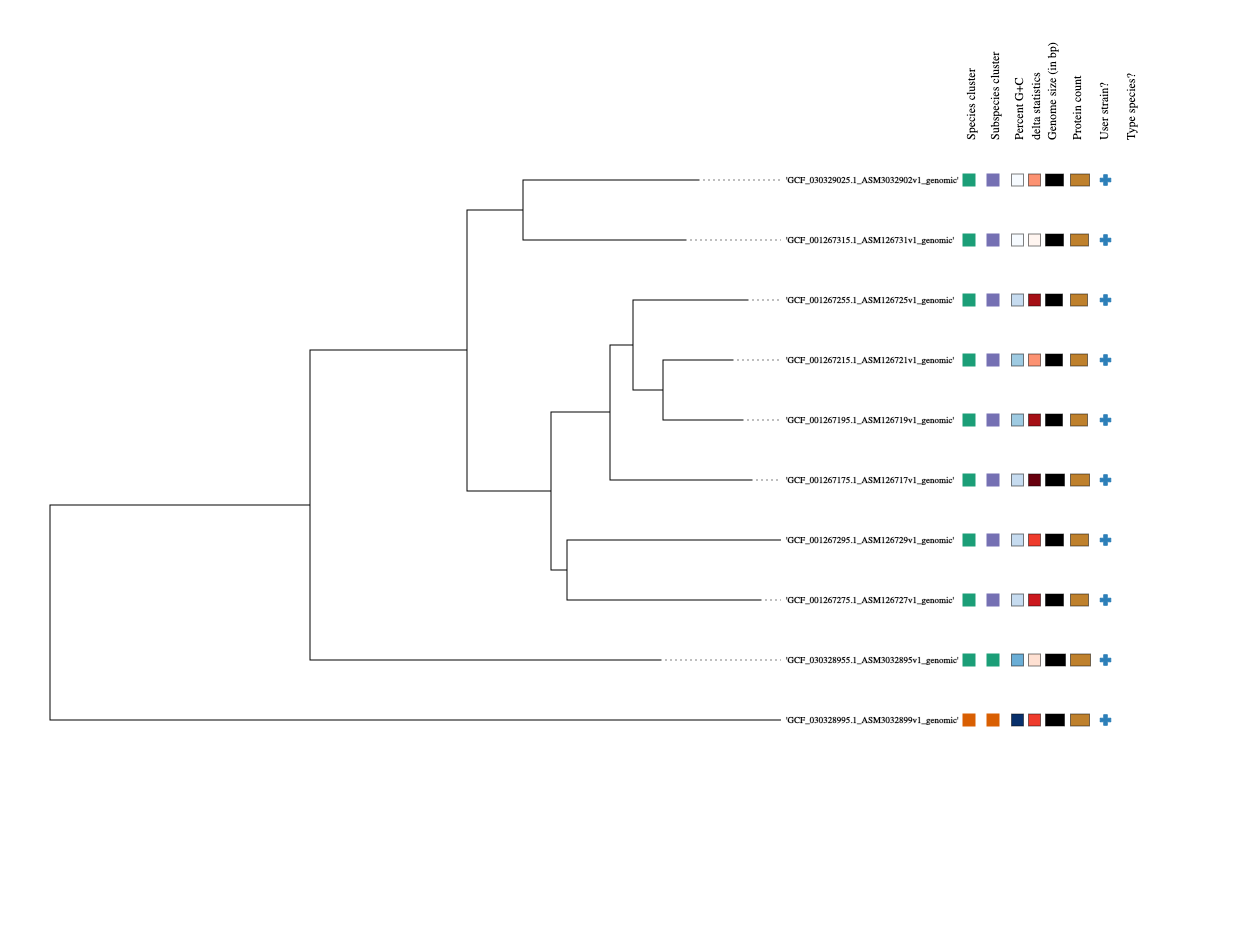 Species cluster
Subspecies cluster
Percent G+C
delta statistics
Genome size (in bp)
Protein count
User strain?
Type species?
'GCF_030329025.1_ASM3032902v1_genomic'
'GCF_001267315.1_ASM126731v1_genomic'
'GCF_001267255.1_ASM126725v1_genomic'
'GCF_001267215.1_ASM126721v1_genomic'
'GCF_001267195.1_ASM126719v1_genomic'
'GCF_001267175.1_ASM126717v1_genomic'
'GCF_001267295.1_ASM126729v1_genomic'
'GCF_001267275.1_ASM126727v1_genomic'
'GCF_030328955.1_ASM3032895v1_genomic'
'GCF_030328995.1_ASM3032899v1_genomic'